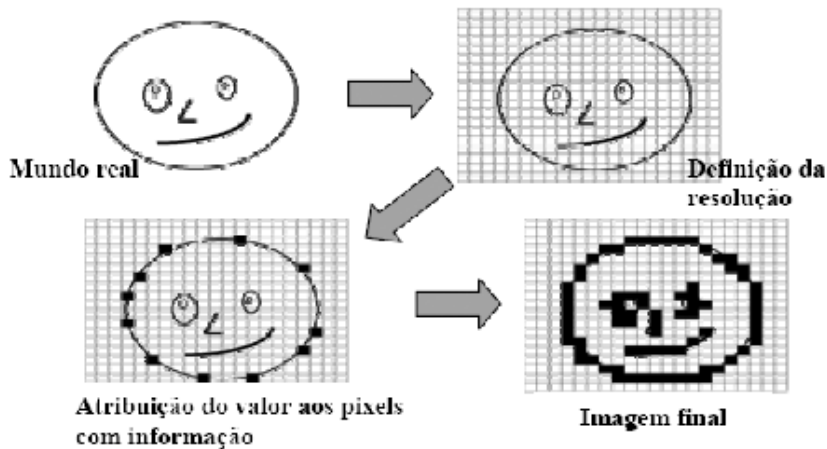 Mundo real
Definição da
resolução
Atribuição do valor aos pixels
com informação
Imagem final